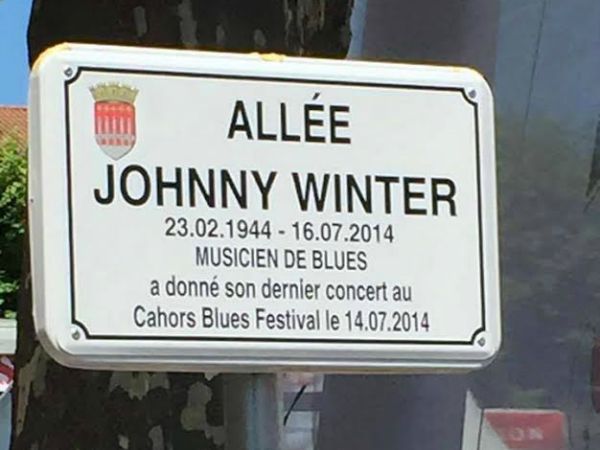 ALLÉE
JOHNNY WINTER
23.02.1944 - 16.07.2014
MUSICIEN DE BLUES
a donné son dernier concert au
Cahors Blues Festival le 14.07.2014